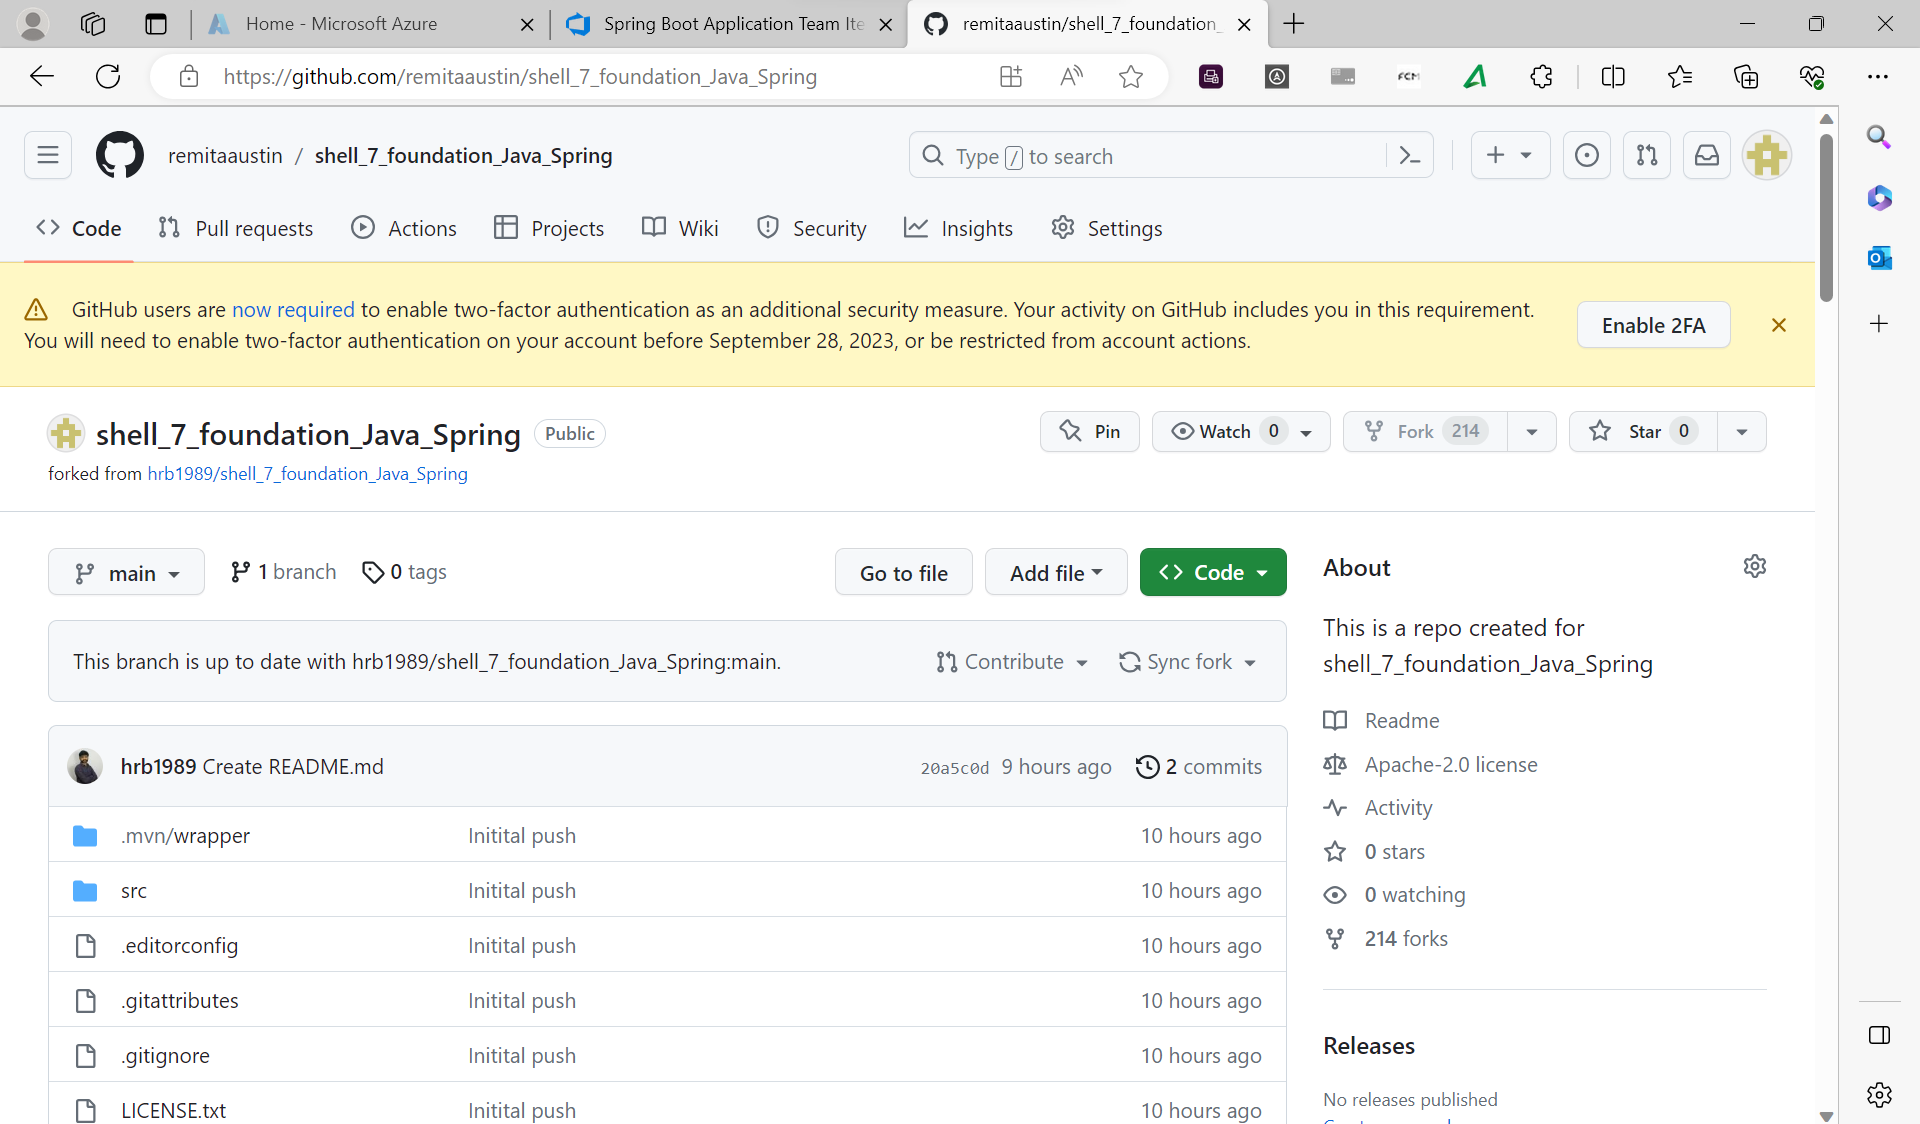 Home - Microsoft Azure
Spring Boot Application Team Ite
remitaaustin/shell_7_foundation_
https://github.com/remitaaustin/shell_7_foundation_Java_Spring
FCM
remitaaustin / shell_7_foundation_Java_Spring
Type / to search
Code Pull requests Actions Projects Wiki Security Insights Settings
GitHub users are now required to enable two-factor authentication as an additional security measure. Your activity on GitHub includes you in this requirement.
You will need to enable two-factor authentication on your account before September 28, 2023, or be restricted from account actions.
Enable 2FA
shell_7_foundation_Java_Spring Public
Pin Watch 0 Fork 214 Star 0
forked from hrb1989/shell_7_foundation_Java_Spring
main 1 branch 0 tags
Go to file Add file Code
This branch is up to date with hrb1989/shell_7_foundation_Java_Spring:main.
Contribute Sync fork
hrb1989 Create README.md 20a5c0d 9 hours ago 2 commits
.mvn/wrapper Initital push 10 hours ago
src Initital push 10 hours ago
.editorconfig Initital push 10 hours ago
.gitattributes Initital push 10 hours ago
.gitignore Initital push 10 hours ago
LICENSE.txt Initital push 10 hours ago
About
This is a repo created for
shell_7_foundation_Java_Spring
Readme
Apache-2.0 license
Activity
0 stars
0 watching
214 forks
Releases
No releases published